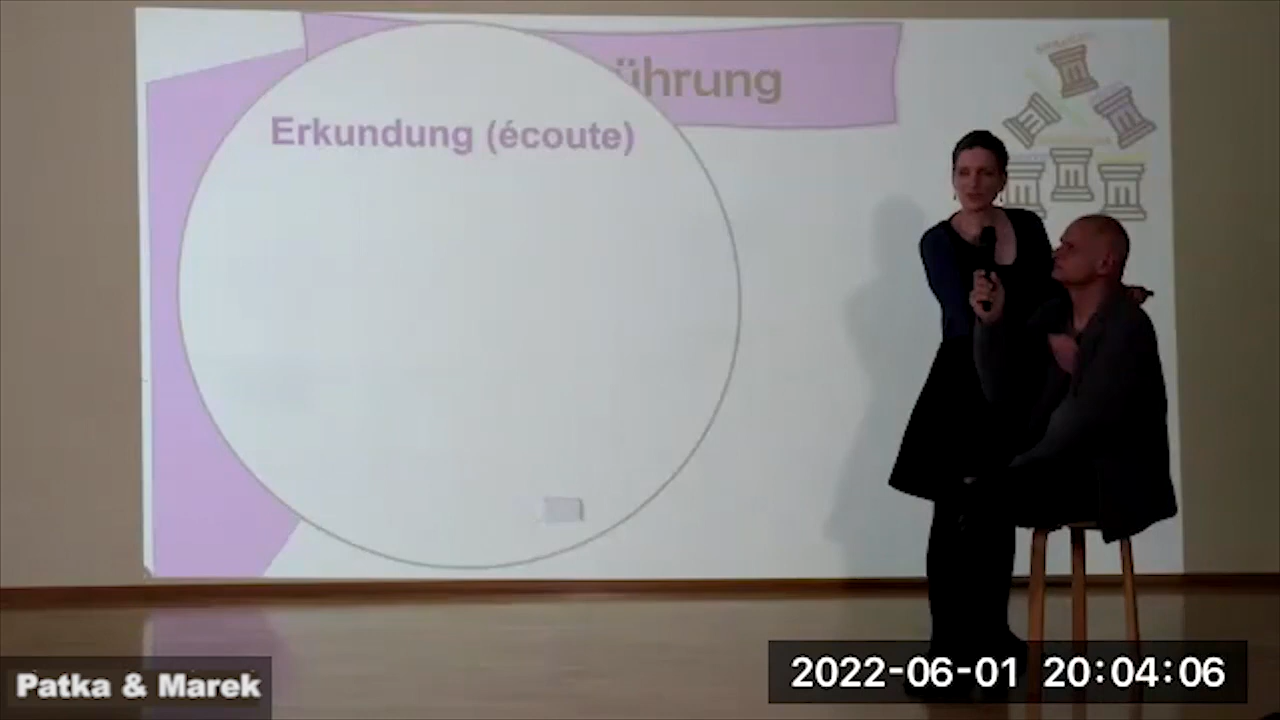 ührung
Erkundung (écoute)
Patka & Marek
2022-06-01 20:04:06